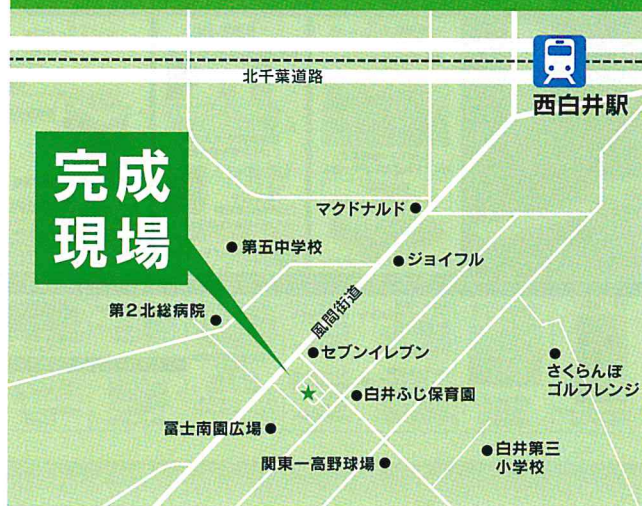 北千葉道路
西白井駅
完成
現場
マクドナルド
第五中学校
ジョイフル
第2北総病院
風間街道
セブンイレブン
さくらんぼ
ゴルフレンジ
白井ふじ保育園
冨士南園広場
関東一高野球場
白井第三
小学校